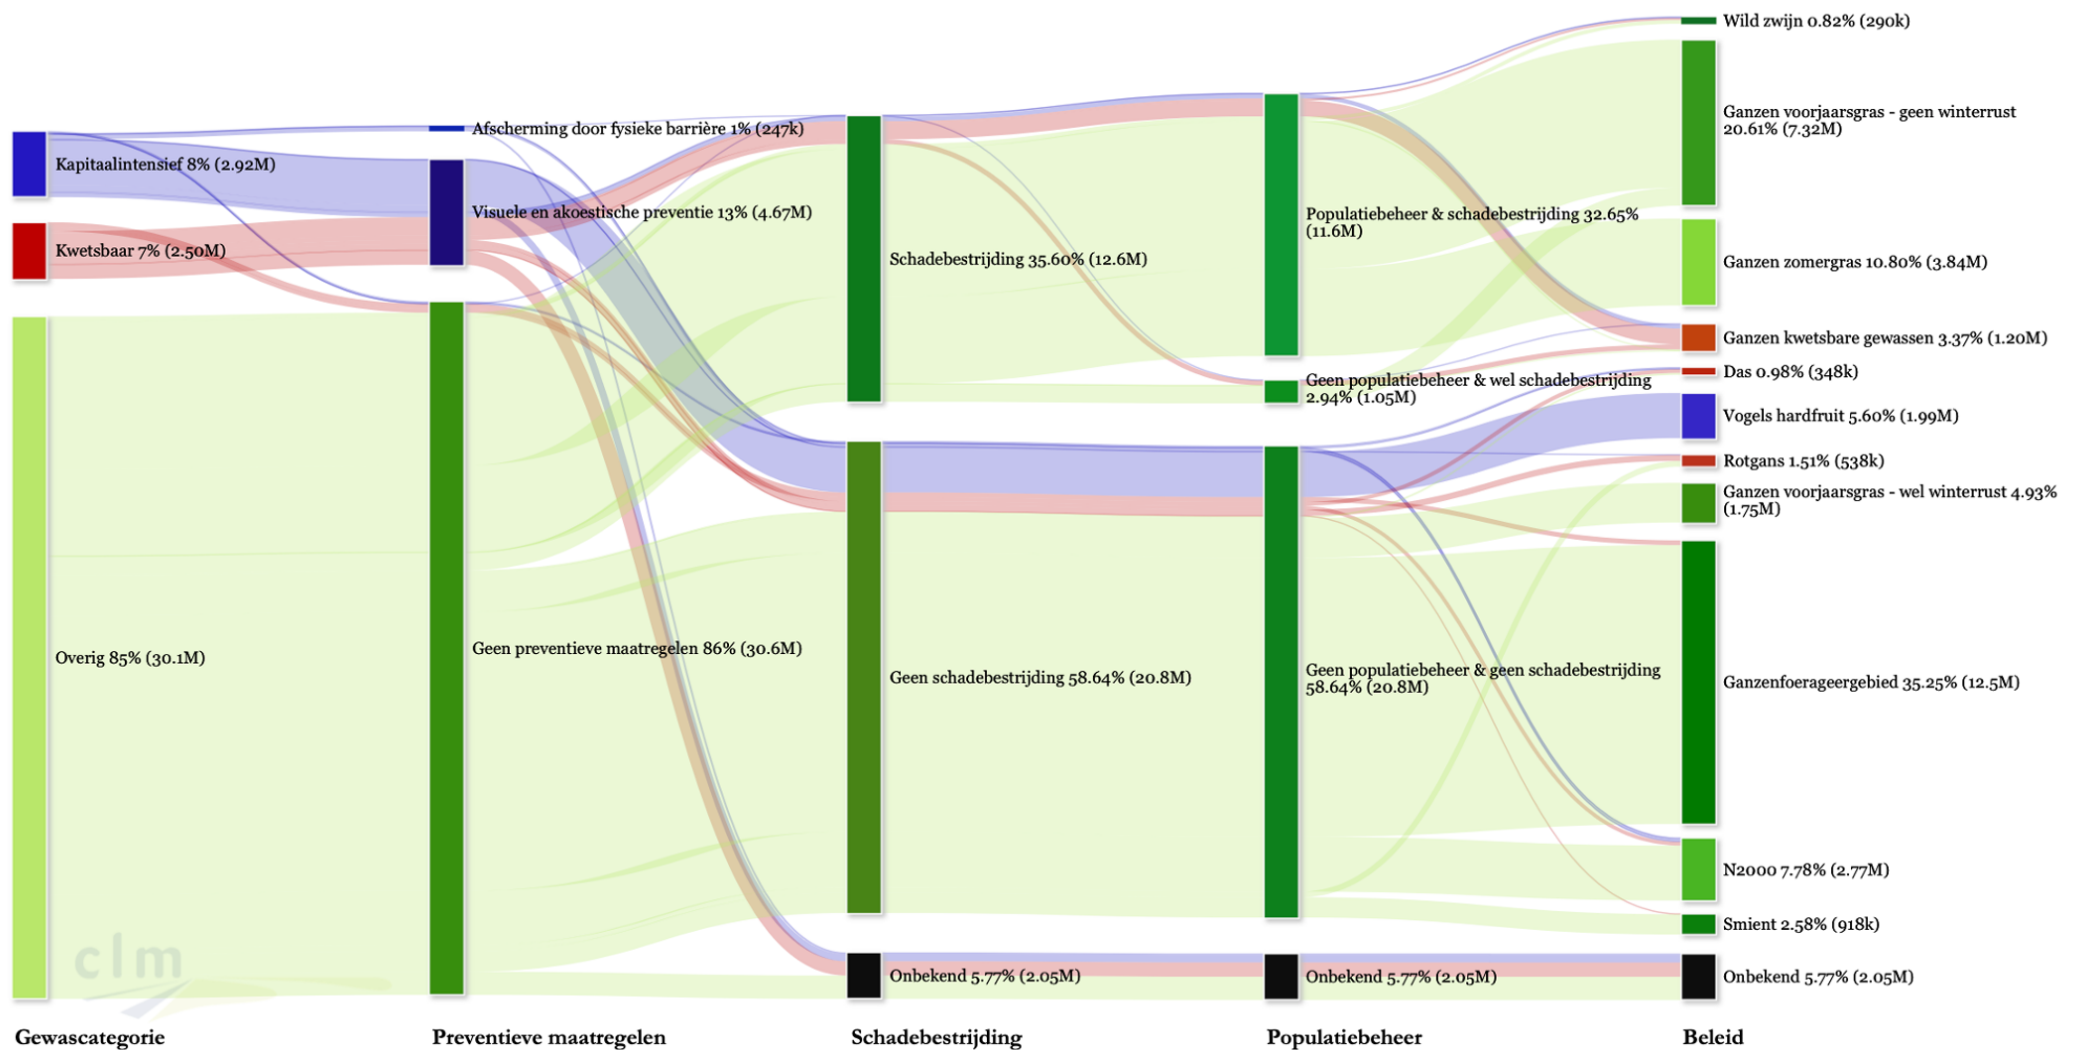 Wild zwijn 0.82% (290k)
Ganzen voorjaarsgras - geen winterrust
20.61% (7.32M)
Afscherming door fysieke barrière 1% (247k)
Kapitaalintensief 8% (2.92M)
Visuele en akoestische preventie 13% (4.67M)
Populatiebeheer & schadebestrijding 32.65%
(11.6M)
Kwetsbaar 7% (2.50M)
Schadebestrijding 35.60% (12.6M)
Ganzen zomergras 10.80% (3.84M)
Ganzen kwetsbare gewassen 3.37% (1.20M)
Das 0.98% (348k)
Geen populatiebeheer & wel schadebestrijding
2.94% (1.05M)
Vogels hardfruit 5.60% (1.99M)
Rotgans 1.51% (538k)
Ganzen voorjaarsgras - wel winterrust 4.93%
(1.75M)
Overig 85% (30.1M)
Geen preventieve maatregelen 86% (30.6M)
Geen schadebestrijding 58.64% (20.8M)
Geen populatiebeheer & geen schadebestrijding
58.64% (20.8M)
Ganzenfoerageergebied 35.25% (12.5M)
N2000 7.78% (2.77M)
Smient 2.58% (918k)
clm
Onbekend 5.77% (2.05M)
Onbekend 5.77% (2.05M)
Onbekend 5.77% (2.05M)
Gewascategorie
Preventieve maatregelen
Schadebestrijding
Populatiebeheer
Beleid